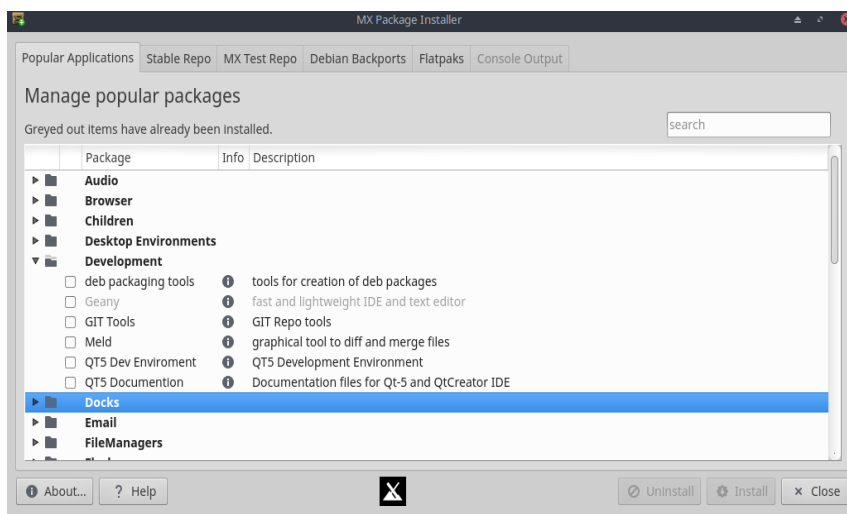 MX Package Installer
Popular Applications Stable Repo MX Test Repo Debian Backports Flatpaks Console Output
Manage popular packages
search
Greyed out items have already been installed.
Package Info Description
Audio
Browser
Children
Desktop Environments
Development
deb packaging tools tools for creation of deb packages
Geany fast and lightweight IDE and text editor
GIT Tools GIT Repo tools
Meld graphical tool to diff and merge files
QT5 Dev Enviroment QT5 Development Environment
QT5 Documention Documentation files for Qt-5 and QtCreator IDE
Docks
Email
FileManagers
About... ? Help Uninstall Install Close